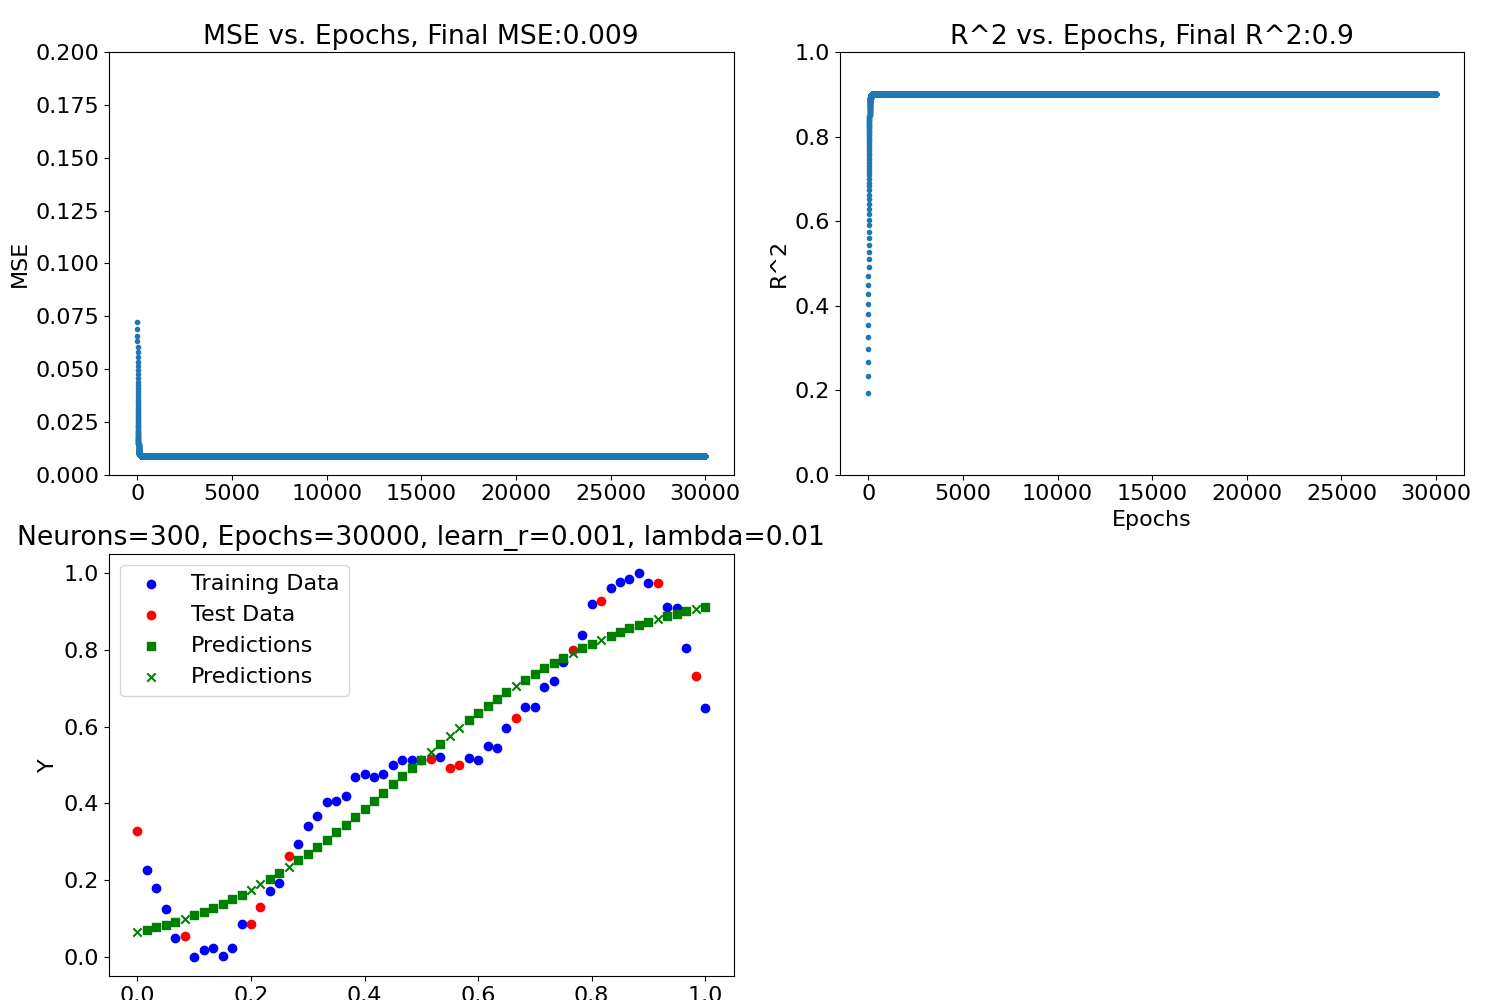 MSE vs. Epochs, Final MSE:0.009
0.200
0.175
0.150
0.125
0.100
0.075
0.050
0.025
0.000
MSE
0 5000 10000 15000 20000 25000 30000
R^2 vs. Epochs, Final R^2:0.9
1.0
0.8
0.6
0.4
0.2
0.0
R^2
0 5000 10000 15000 20000 25000 30000
Epochs
Neurons=300, Epochs=30000, learn_r=0.001, lambda=0.01
Training Data
Test Data
Predictions
Predictions
1.0
0.8
0.6
0.4
0.2
0.0
Y
0.0 0.2 0.4 0.6 0.8 1.0